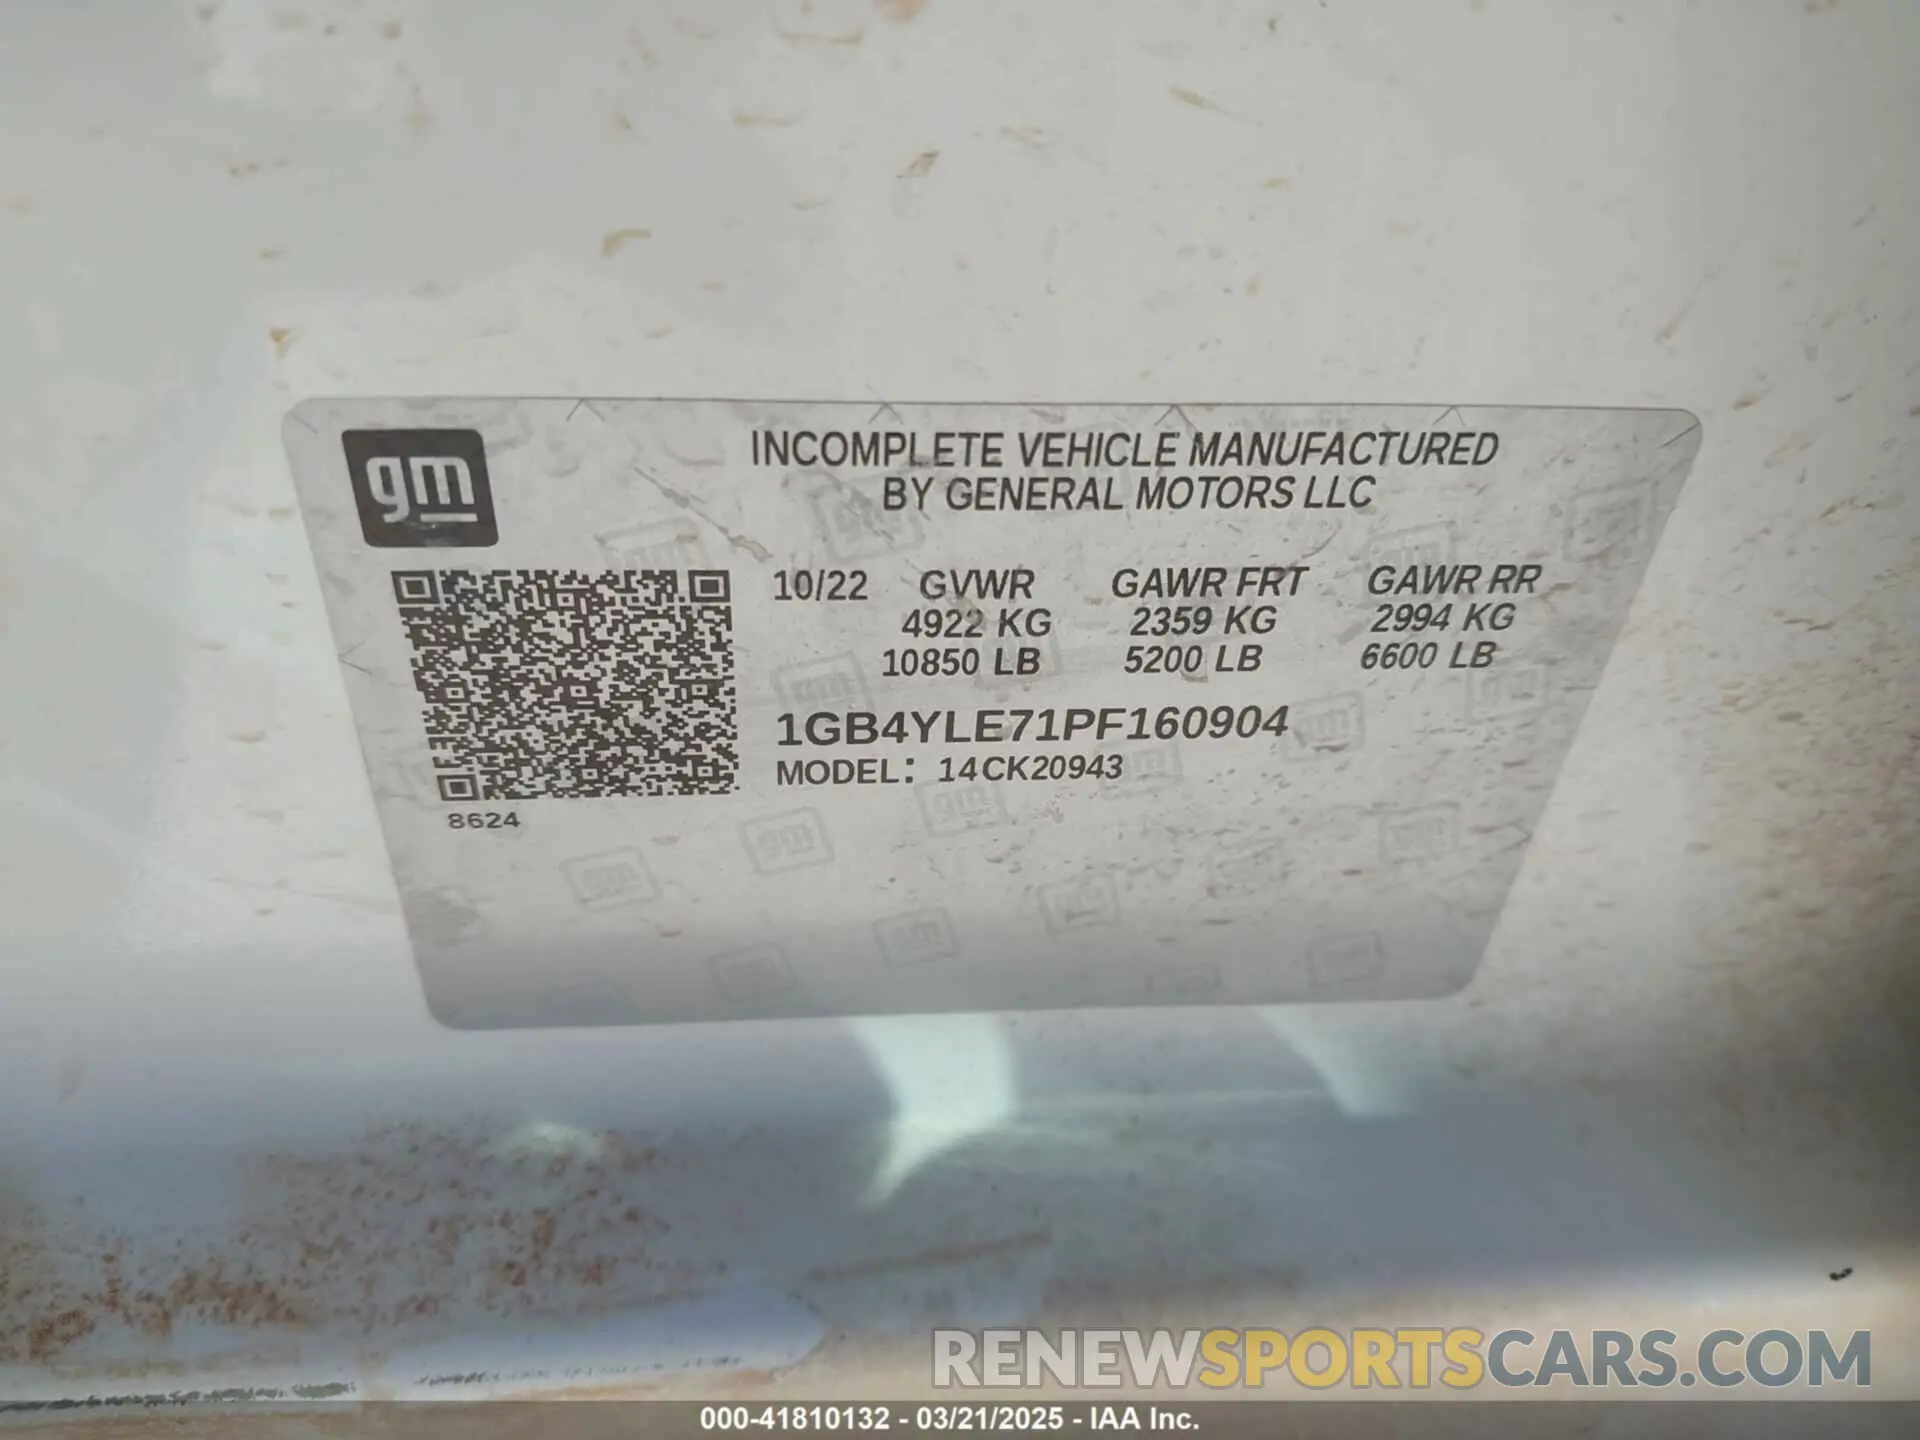 gm
INCOMPLETE VEHICLE MANUFACTURED
BY GENERAL MOTORS LLC
10/22 GVWR GAWR FRT GAWR RR
4922 KG 2359 KG 2994 KG
10850 LB 5200 LB 6600 LB
1GB4YLE71PF160904
MODEL: 14CK20943
8624
RENEWSPORTSCARS.COM
000-41810132 - 03/21/2025 - IAA Inc.